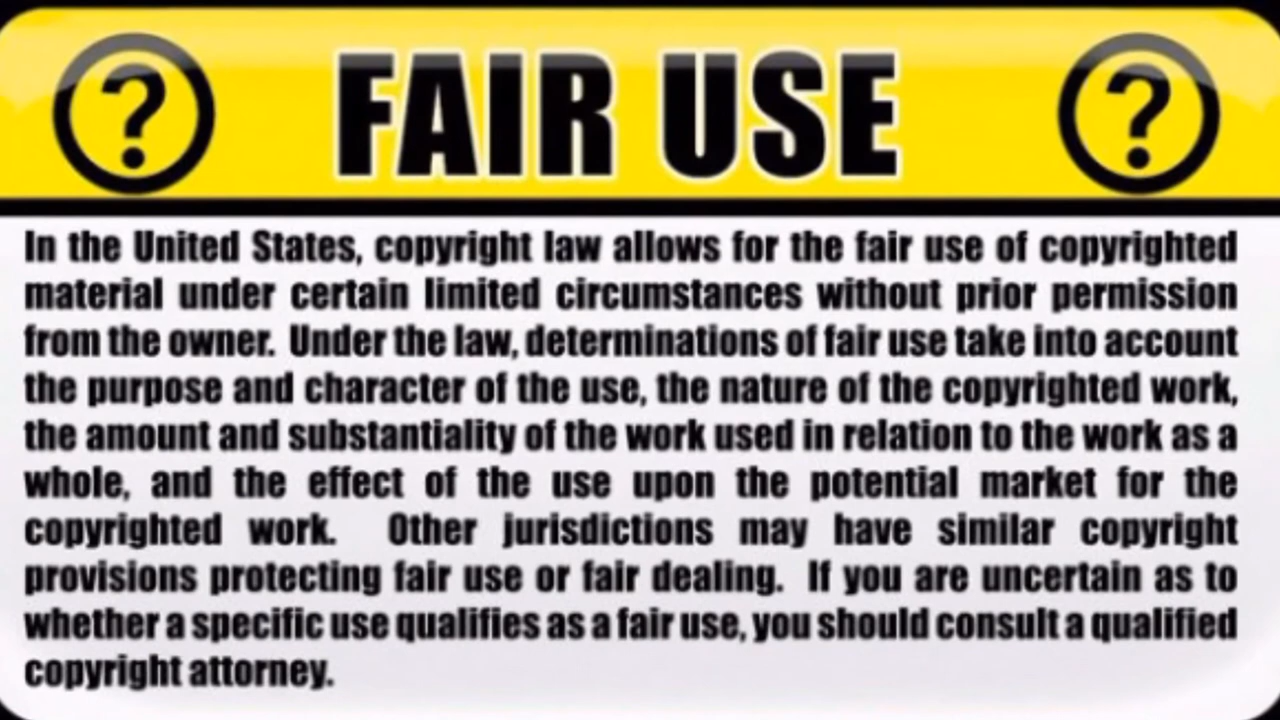 ? FAIR USE ?
In the United States, copyright law allows for the fair use of copyrighted
material under certain limited circumstances without prior permission
from the owner. Under the law, determinations of fair use take into account
the purpose and character of the use, the nature of the copyrighted work,
the amount and substantiality of the work used in relation to the work as a
whole, and the effect of the use upon the potential market for the
copyrighted work. Other jurisdictions may have similar copyright
provisions protecting fair use or fair dealing. If you are uncertain as to
whether a specific use qualifies as a fair use, you should consult a qualified
copyright attorney.